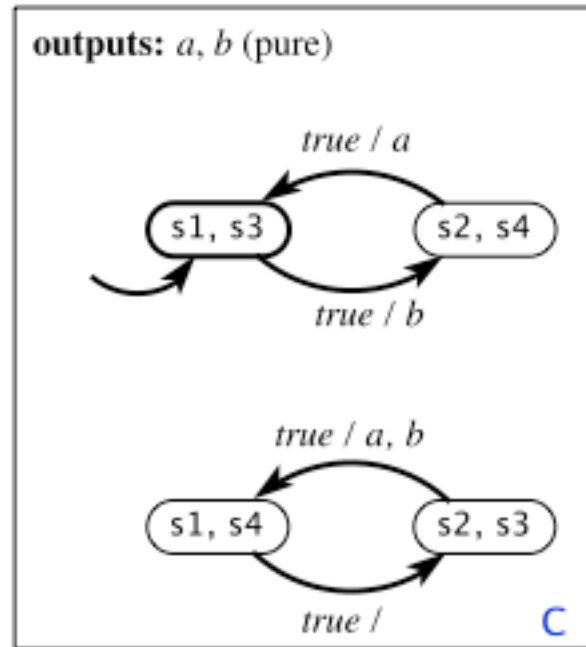 outputs: a, b (pure)
true / a
s1, s3
s2, s4
true / b
true / a, b
s1, s4
s2, s3
true /
C